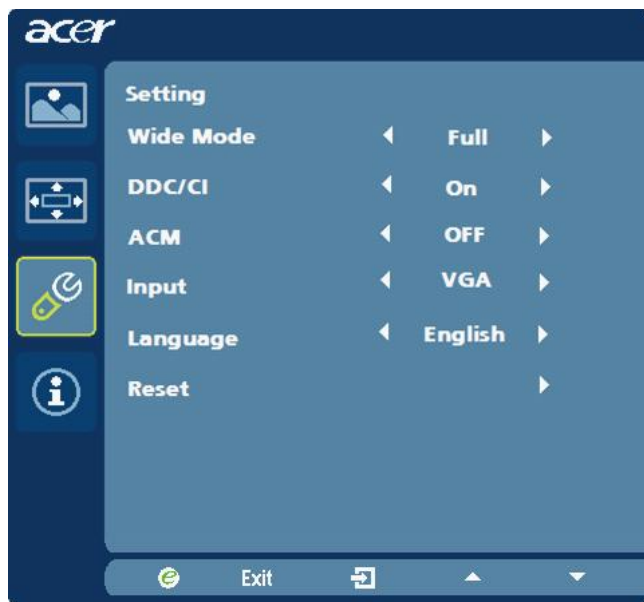 acer
Setting
Wide Mode Full
DDC/CI On
ACM OFF
Input VGA
Language English
Reset
e Exit